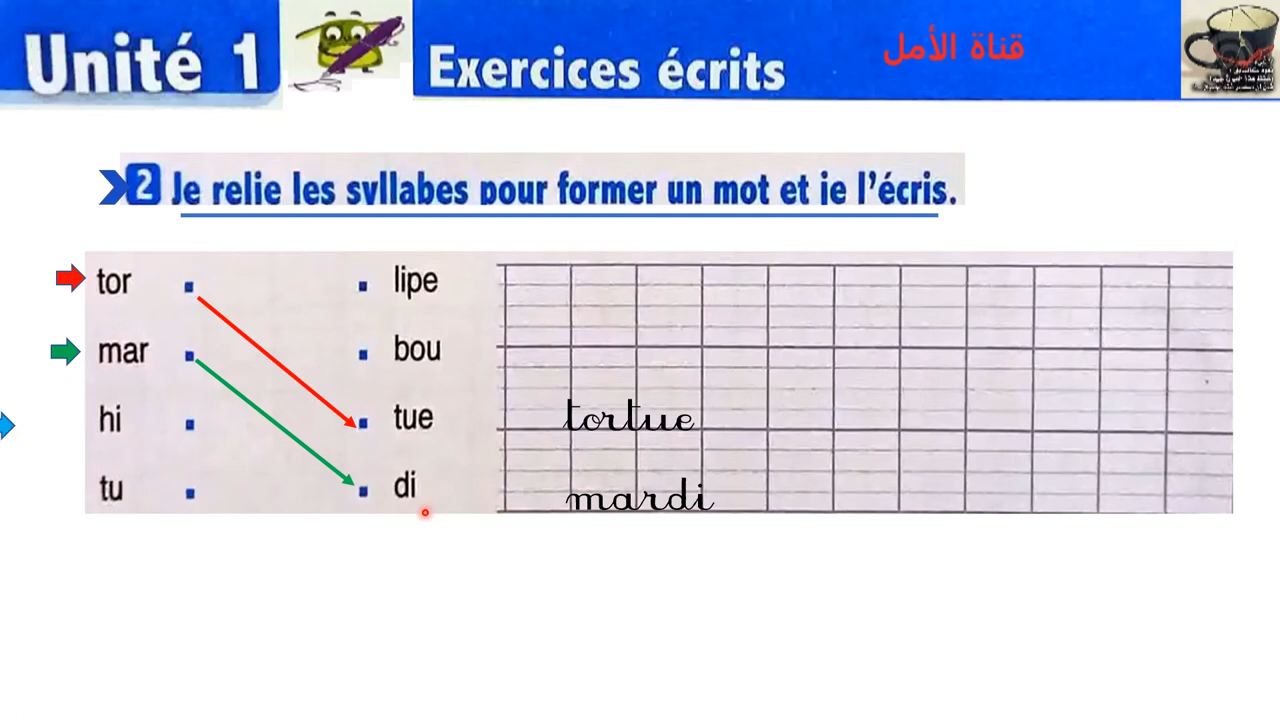 Unité 1
Exercices écrits
قناة الأمل
2 Je relie les syllabes pour former un mot et je l'écris.
tor lipe
mar bou
hi tue tortue
tu di mardi